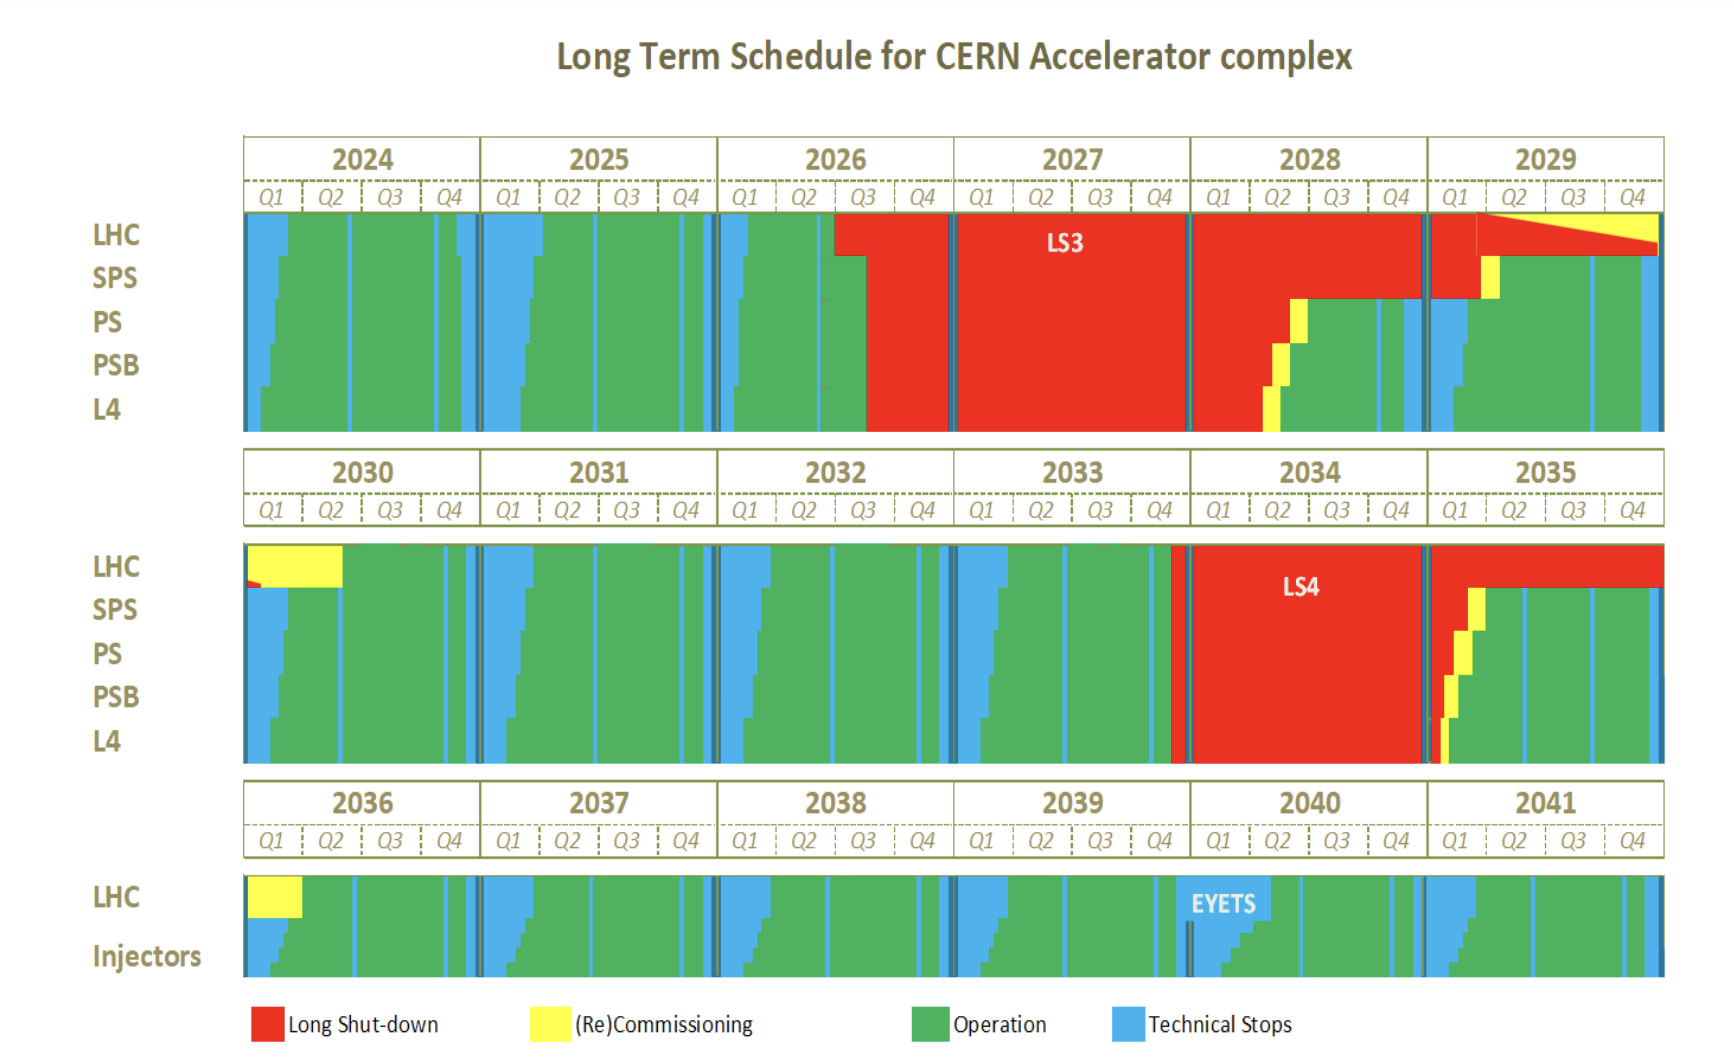 Long Term Schedule for CERN Accelerator complex
2024 2025 2026 2027 2028 2029
Q1 Q2 Q3 Q4 Q1 Q2 Q3 Q4 Q1 Q2 Q3 Q4 Q1 Q2 Q3 Q4 Q1 Q2 Q3 Q4 Q1 Q2 Q3 Q4
LHC LS3
SPS
PS
PSB
L4
2030 2031 2032 2033 2034 2035
Q1 Q2 Q3 Q4 Q1 Q2 Q3 Q4 Q1 Q2 Q3 Q4 Q1 Q2 Q3 Q4 Q1 Q2 Q3 Q4 Q1 Q2 Q3 Q4
LHC LS4
SPS
PS
PSB
L4
2036 2037 2038 2039 2040 2041
Q1 Q2 Q3 Q4 Q1 Q2 Q3 Q4 Q1 Q2 Q3 Q4 Q1 Q2 Q3 Q4 Q1 Q2 Q3 Q4 Q1 Q2 Q3 Q4
LHC EYETS
Injectors
Long Shut-down (Re)Commissioning Operation Technical Stops